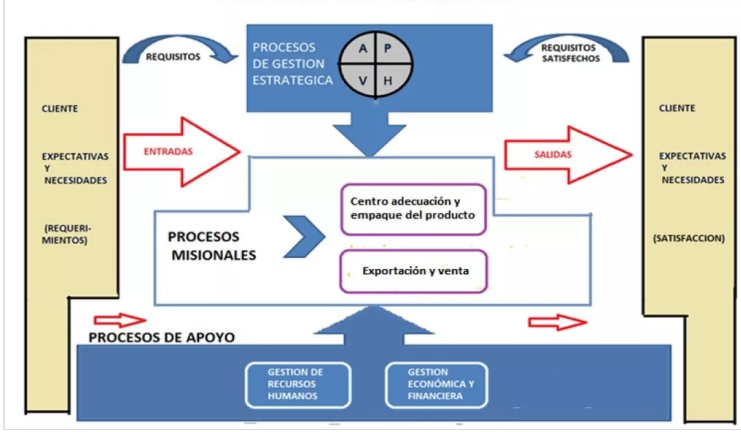 REQUISITOS
PROCESOS
DE GESTION
ESTRATEGICA
A P
V H
REQUISITOS
SATISFECHOS
CLIENTE
EXPECTATIVAS
Y
NECESIDADES
(REQUERI-
MIENTOS)
ENTRADAS
SALIDAS
CLIENTE
EXPECTATIVAS
Y
NECESIDADES
(SATISFACCION)
PROCESOS
MISIONALES
Centro adecuación y
empaque del producto
Exportación y venta
PROCESOS DE APOYO
GESTION DE
RECURSOS
HUMANOS
GESTION
ECONÓMICA Y
FINANCIERA